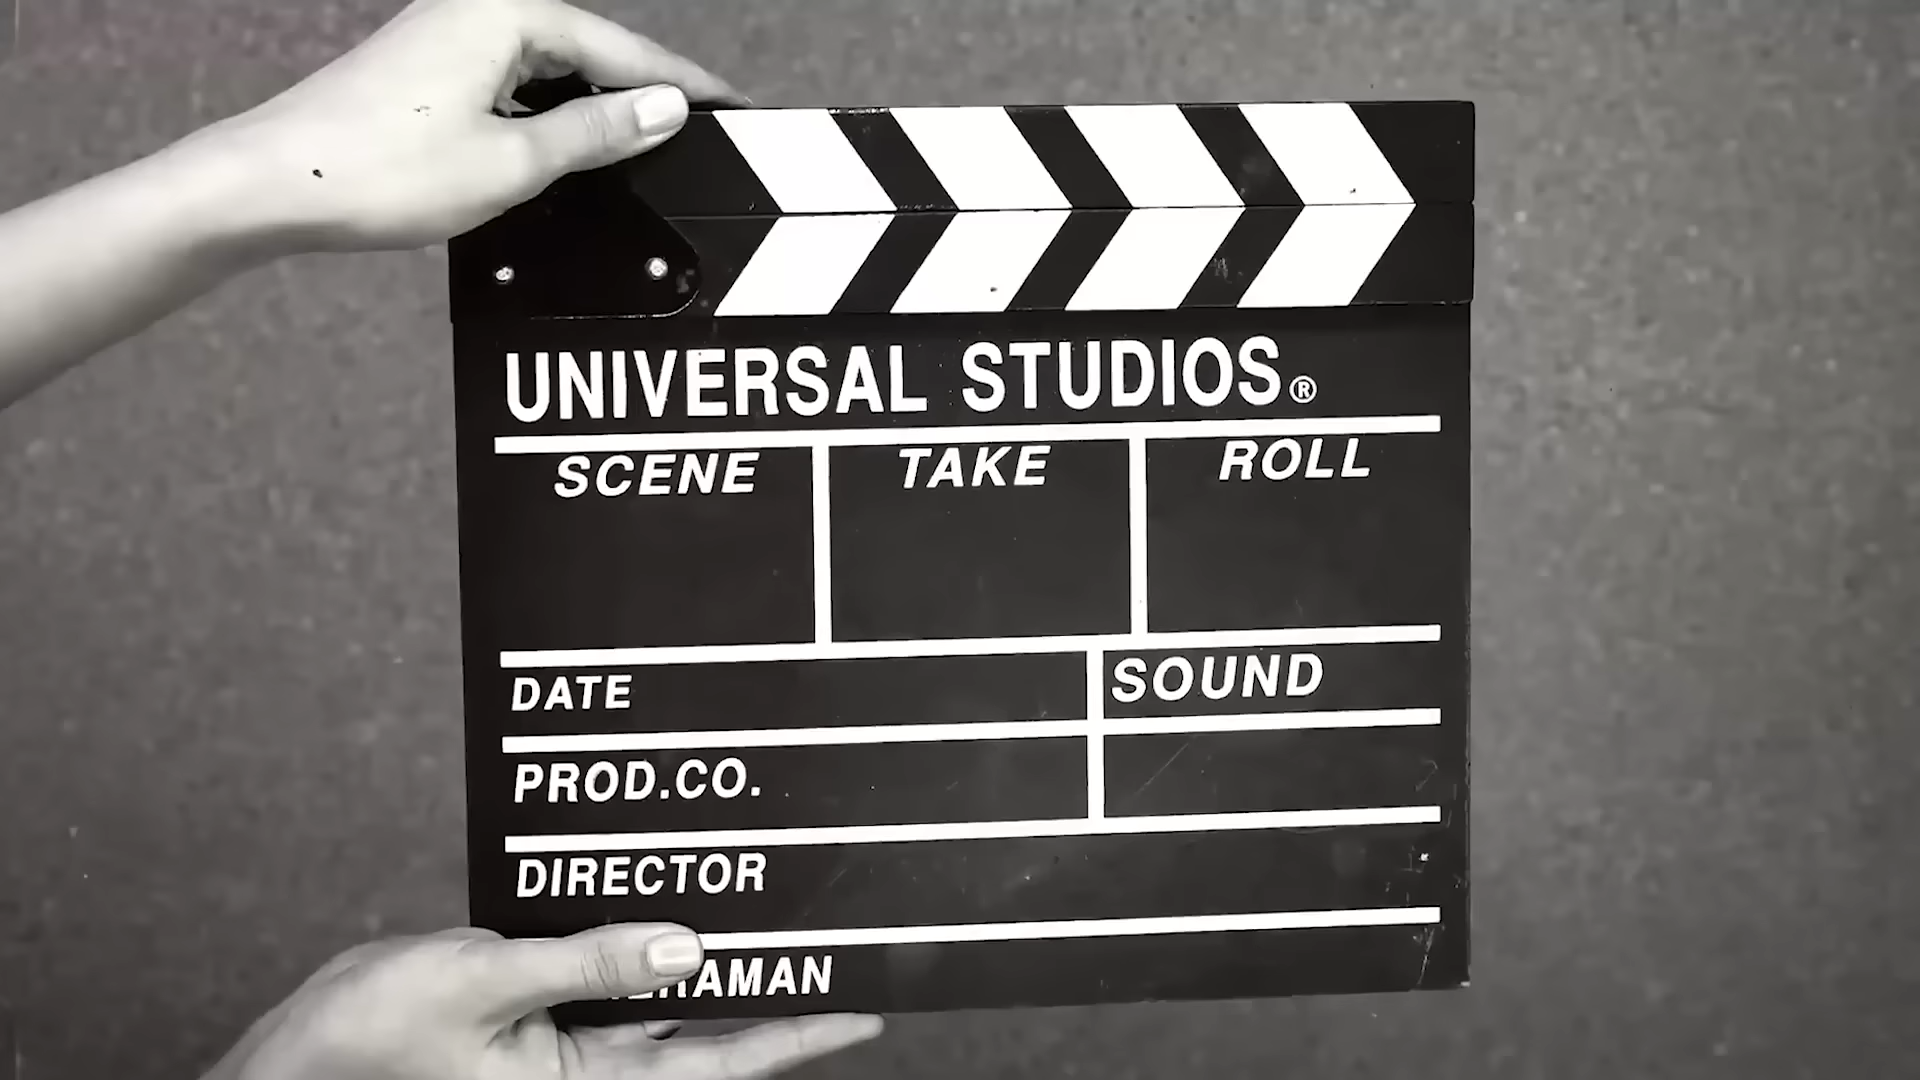 UNIVERSAL STUDIOS®
SCENE TAKE ROLL
DATE SOUND
PROD.CO.
DIRECTOR